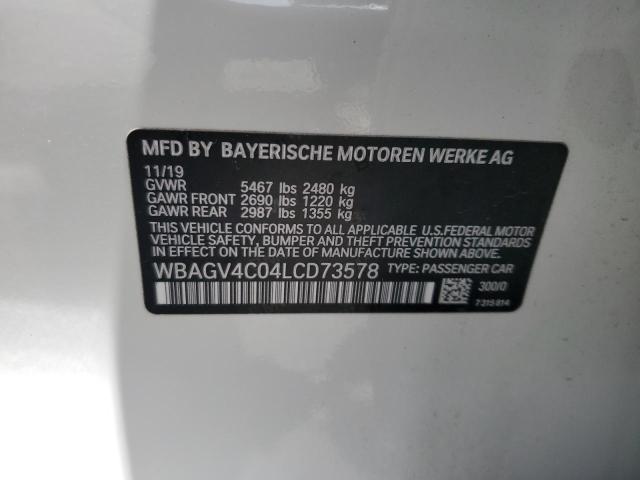 MFD BY BAYERISCHE MOTOREN WERKE AG
11/19
GVWR 5467 lbs 2480 kg
GAWR FRONT 2690 lbs 1220 kg
GAWR REAR 2987 lbs 1355 kg
THIS VEHICLE CONFORMS TO ALL APPLICABLE U.S.FEDERAL MOTOR
VEHICLE SAFETY, BUMPER AND THEFT PREVENTION STANDARDS
IN EFFECT ON THE DATE OF MANUFACTURE SHOWN ABOVE.
WBAGV4C04LCD73578 TYPE: PASSENGER CAR
300/0
7315814